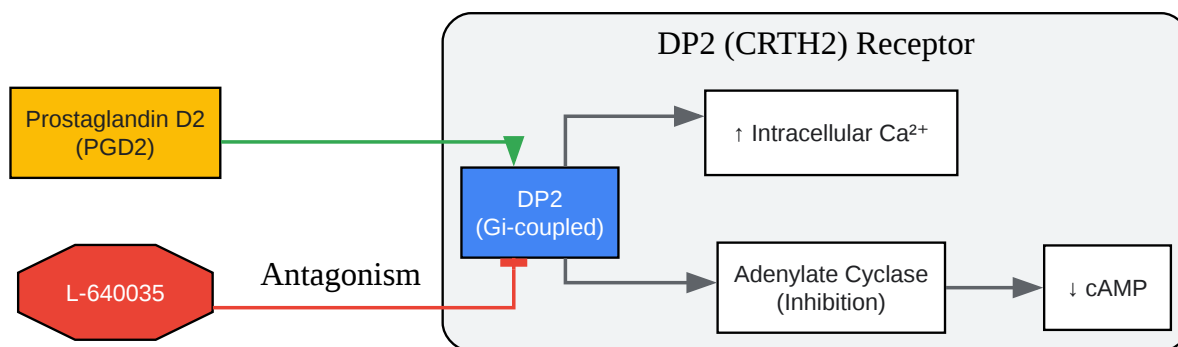 DP2 (CRTH2) Receptor
Prostaglandin D2
(PGD2)
↑ Intracellular Ca²⁺
DP2
(Gi-coupled)
L-640035
Antagonism
Adenylate Cyclase
(Inhibition)
↓ cAMP